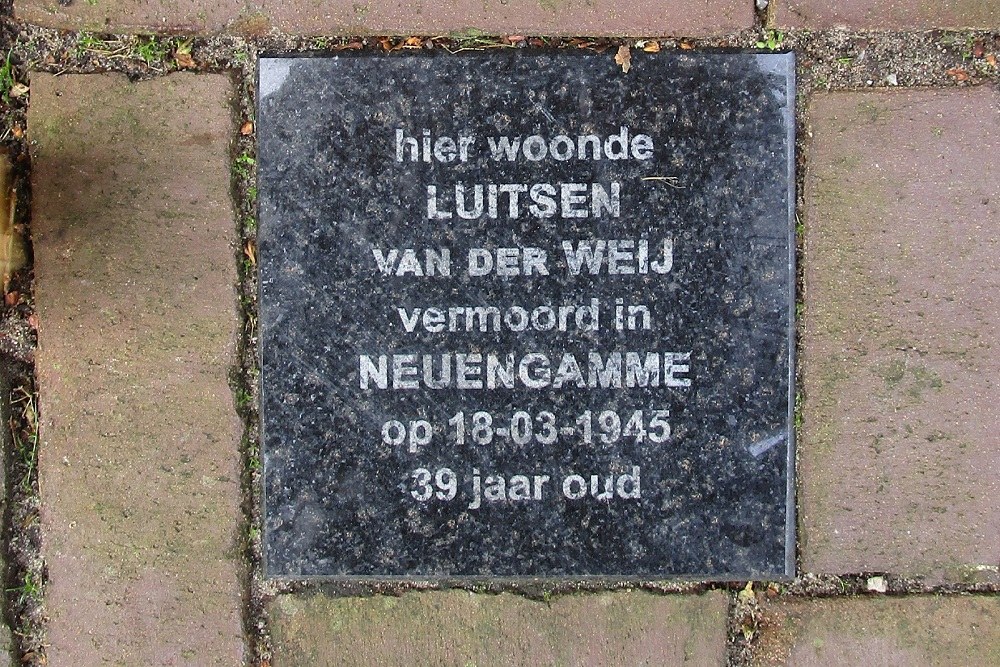 hier woonde
LUITSEN
VAN DER WEIJ
vermoord in
NEUENGAMME
op 18-03-1945
39 jaar oud